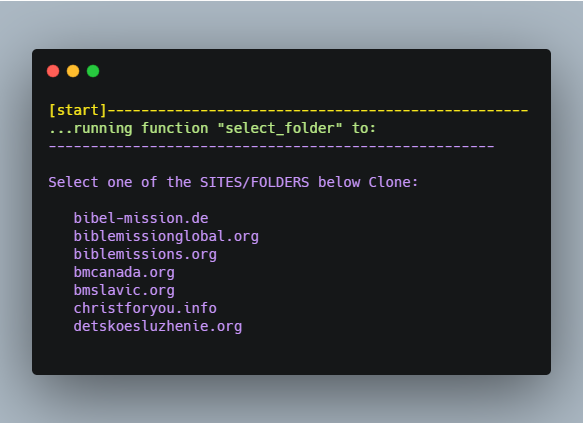 [start]--------------------------------------------------
...running function "select_folder" to:
-----------------------------------------------------
Select one of the SITES/FOLDERS below Clone:
bibel-mission.de
biblemissionglobal.org
biblemissions.org
bmcanada.org
bmslavic.org
christforyou.info
detskoesluzhenie.org